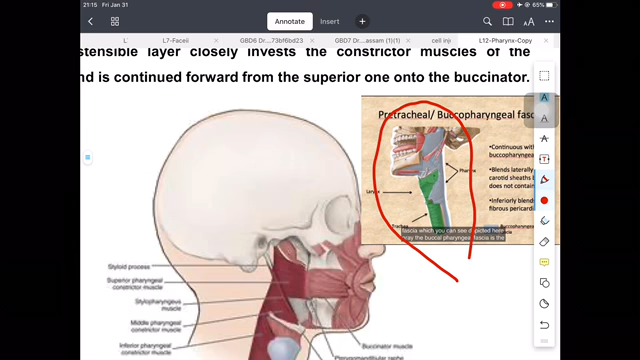 21:15 Fri Jan 31
65%
Annotate
Insert
L7-Faceii
GBD6 Dr....73bf6bd23
GBD7 Dr....assam (1)(1)
cell inj
L12-Pharynx-Copy
stensible layer closely invests the constrictor muscles of the
nd is continued forward from the superior one onto the buccinator.
Pretracheal/ Buccopharyngeal fasc
•Continuous with
buccopharyngea
•Blends laterally
carotid sheaths b
does not contain
•Inferiorly blend
fibrous pericardi
Pharynx
Larynx
fascia which you can see depicted here
gray the buccal pharyngeal fascia is the
Styloid process
Superior pharyngeal
constrictor muscle
Stylopharyngeus
muscle
Middle pharyngeal
constrictor muscle
Inferior pharyngeal
constrictor muscle
Buccinator muscle
Pterygomandibular raphe